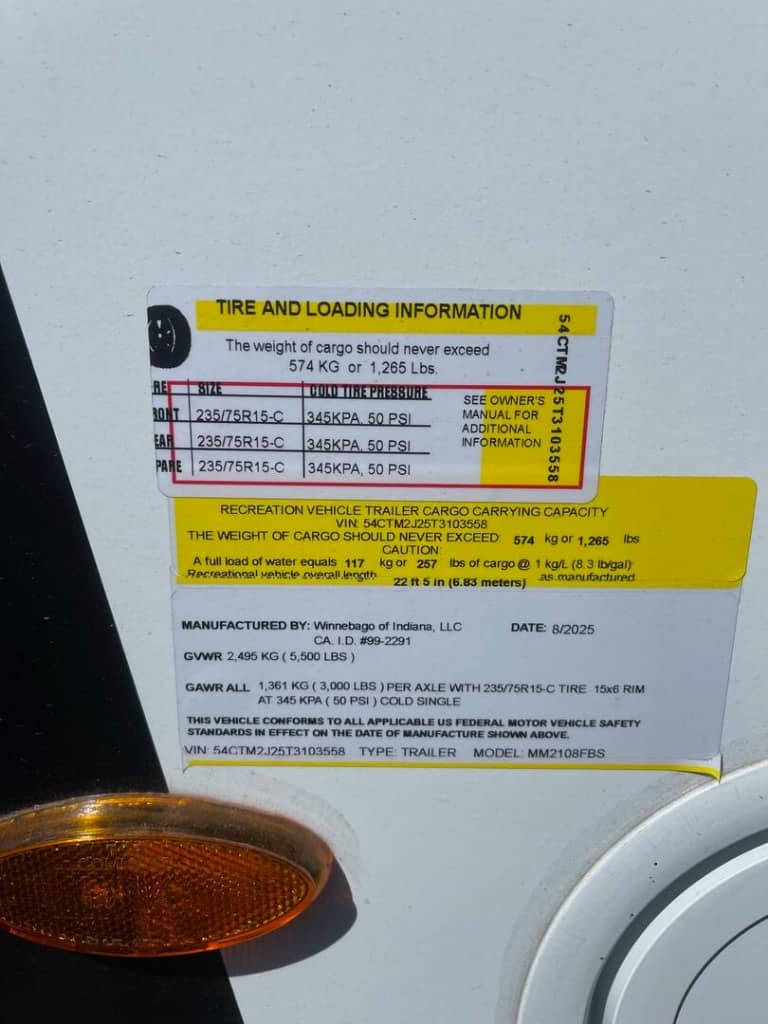 TIRE AND LOADING INFORMATION
The weight of cargo should never exceed
574 KG or 1,265 Lbs.
RE SIZE COLD TIRE PRESSURE
RONT 235/75R15-C 345KPA, 50 PSI
EAR 235/75R15-C 345KPA, 50 PSI
PARE 235/75R15-C 345KPA, 50 PSI
SEE OWNER'S
MANUAL FOR
ADDITIONAL
INFORMATION
54CTM2J25T3103558
RECREATION VEHICLE TRAILER CARGO CARRYING CAPACITY
VIN: 54CTM2J25T3103558
THE WEIGHT OF CARGO SHOULD NEVER EXCEED: 574 kg or 1,265 lbs
CAUTION:
A full load of water equals 117 kg or 257 lbs of cargo @ 1 kg/L (8.3 lb/gal)
Recreational vehicle overall length 22 ft 5 in (6.83 meters) as manufactured
MANUFACTURED BY: Winnebago of Indiana, LLC DATE: 8/2025
CA. I.D. #99-2291
GVWR 2,495 KG ( 5,500 LBS )
GAWR ALL 1,361 KG ( 3,000 LBS ) PER AXLE WITH 235/75R15-C TIRE 15x6 RIM
AT 345 KPA ( 50 PSI ) COLD SINGLE
THIS VEHICLE CONFORMS TO ALL APPLICABLE US FEDERAL MOTOR VEHICLE SAFETY
STANDARDS IN EFFECT ON THE DATE OF MANUFACTURE SHOWN ABOVE.
VIN: 54CTM2J25T3103558 TYPE: TRAILER MODEL: MM2108FBS